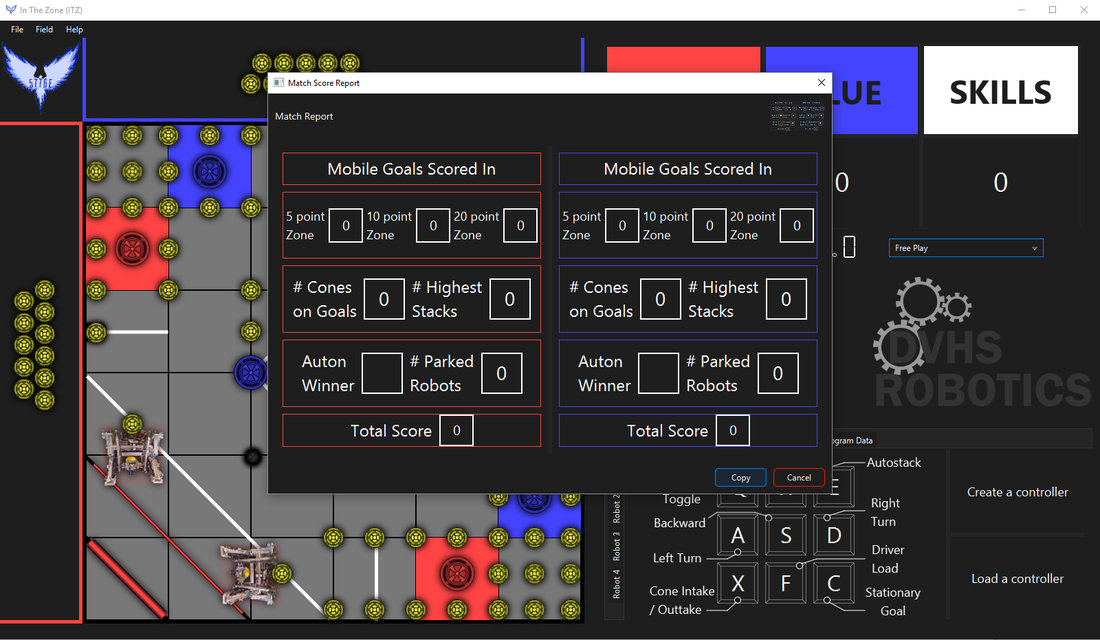 In The Zone (ITZ)
File Field Help
5776E
Match Score Report
Match Report
SKILLS
0
0
Mobile Goals Scored In
5 point Zone 0 10 point Zone 0 20 point Zone 0
# Cones on Goals 0 # Highest Stacks 0
Auton Winner # Parked Robots 0
Total Score 0
Mobile Goals Scored In
5 point Zone 0 10 point Zone 0 20 point Zone 0
# Cones on Goals 0 # Highest Stacks 0
Auton Winner # Parked Robots 0
Total Score 0
Copy Cancel
Free Play
DVHS
ROBOTICS
Data
Autostack
Toggle
E
Right
Turn
Backward
A S D
Left Turn
Driver
Load
Cone Intake
/ Outtake
X F C
Stationary
Goal
Robot 2
Robot 3
Robot 4
Create a controller
Load a controller